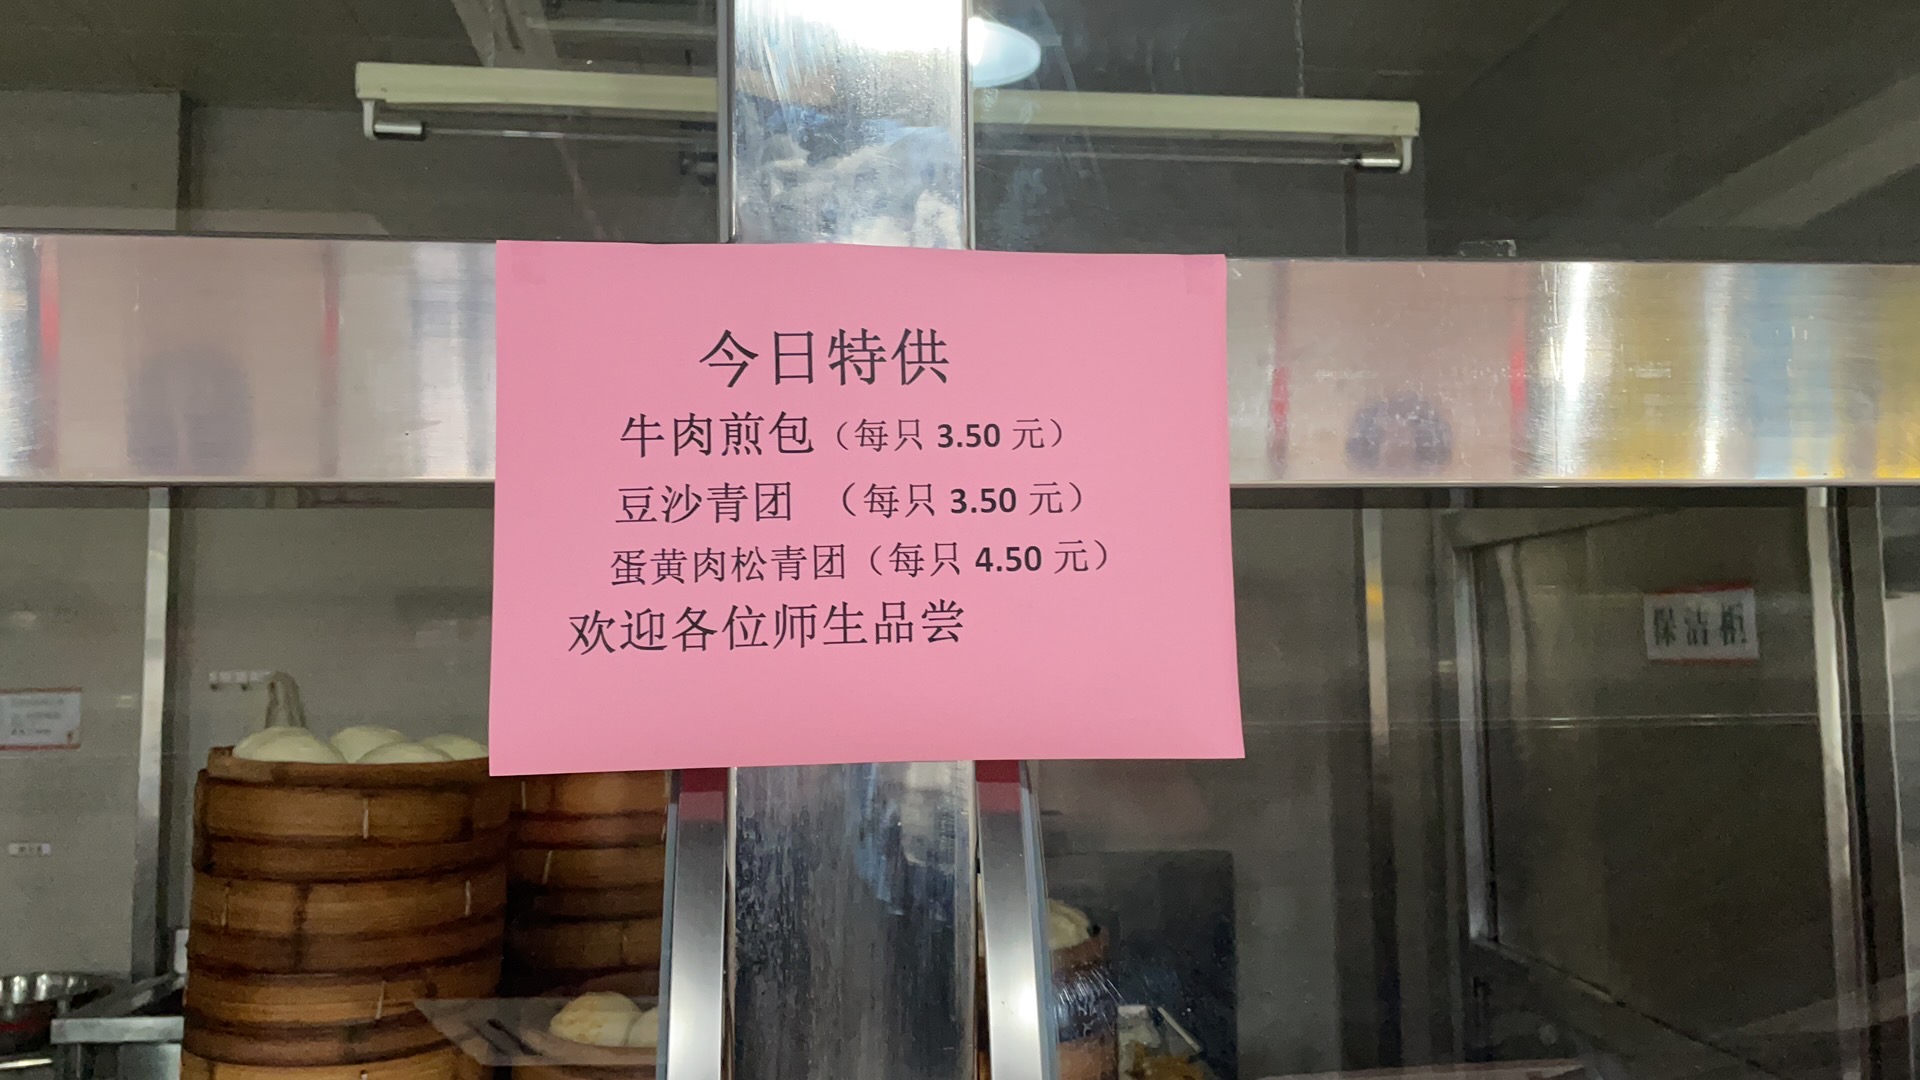 今日特供
牛肉煎包（每只 3.50 元）
豆沙青团 （每只 3.50 元）
蛋黄肉松青团（每只 4.50 元）
欢迎各位师生品尝
保洁柜